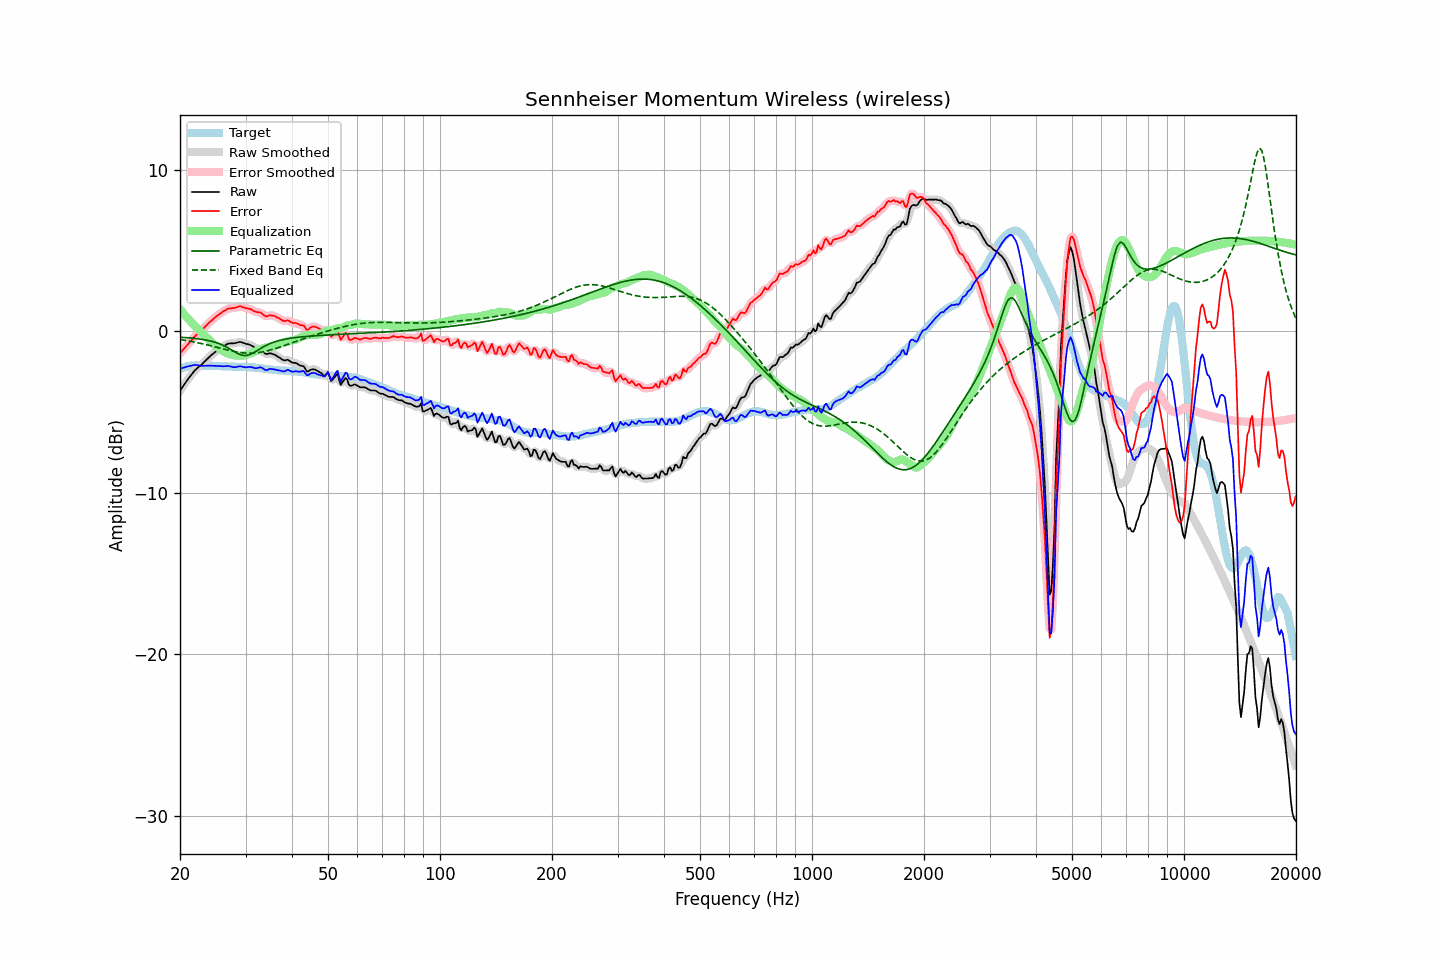 Sennheiser Momentum Wireless (wireless)
Target
Raw Smoothed
Error Smoothed
Raw
Error
Equalization
Parametric Eq
Fixed Band Eq
Equalized
10
0
−10
−20
−30
Amplitude (dBr)
20 50 100 200 500 1000 2000 5000 10000 20000
Frequency (Hz)